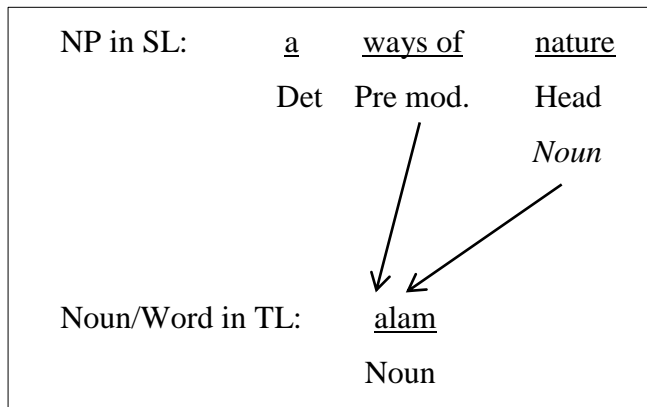 NP in SL: a ways of nature
Det Pre mod. Head
Noun
Noun/Word in TL: alam
Noun